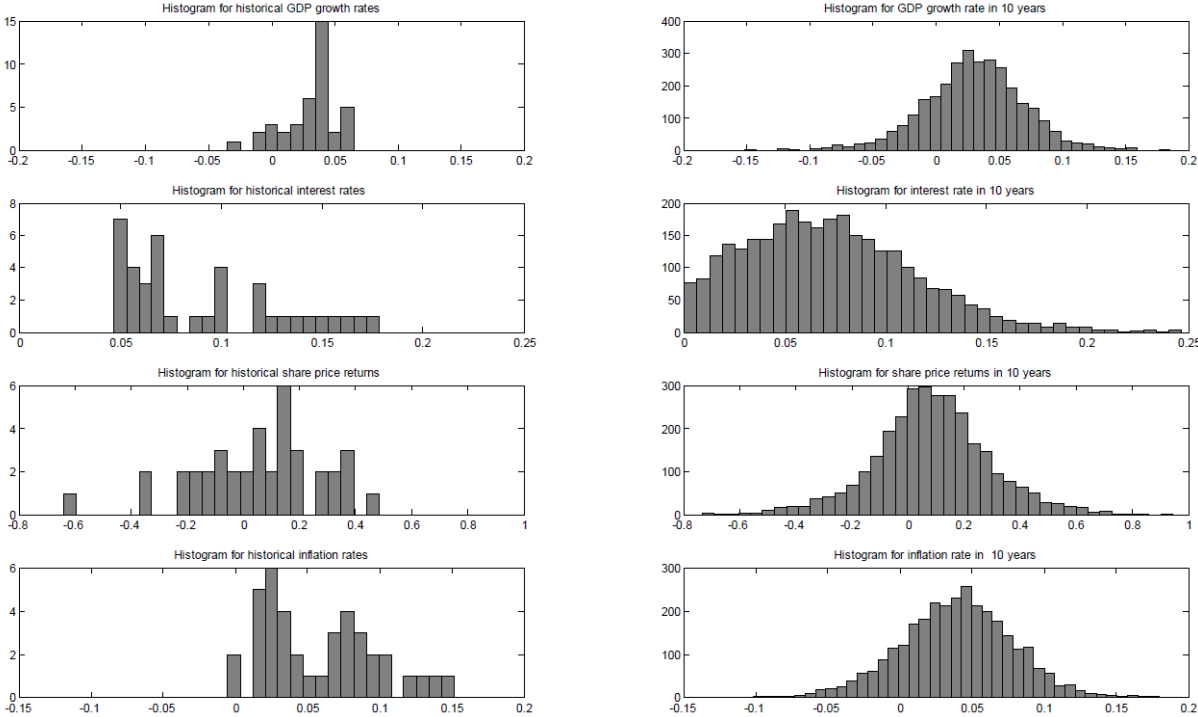 Histogram for historical GDP growth rates
15
10
5
0
-0.2 -0.15 -0.1 -0.05 0 0.05 0.1 0.15 0.2
Histogram for GDP growth rate in 10 years
400
300
200
100
0
-0.2 -0.15 -0.1 -0.05 0 0.05 0.1 0.15 0.2
Histogram for historical interest rates
8
6
4
2
0
0 0.05 0.1 0.15 0.2 0.25
Histogram for interest rate in 10 years
200
150
100
50
0
0 0.05 0.1 0.15 0.2 0.25
Histogram for historical share price returns
6
4
2
0
-0.8 -0.6 -0.4 -0.2 0 0.2 0.4 0.6 0.8 1
Histogram for share price returns in 10 years
300
200
100
0
-0.8 -0.6 -0.4 -0.2 0 0.2 0.4 0.6 0.8 1
Histogram for historical inflation rates
6
4
2
0
-0.15 -0.1 -0.05 0 0.05 0.1 0.15 0.2
Histogram for inflation rate in 10 years
300
200
100
0
-0.15 -0.1 -0.05 0 0.05 0.1 0.15 0.2